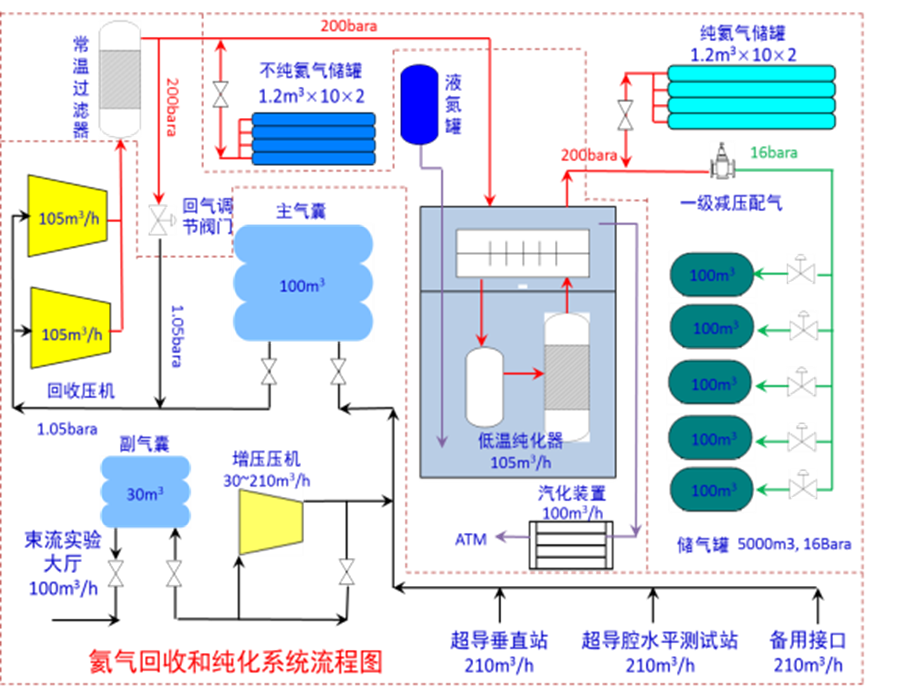 200bara
常温过滤器
200bara
不纯氦气储罐
1.2m³×10×2
液氮罐
纯氦气储罐
1.2m³×10×2
200bara
16bara
一级减压配气
105m³/h
回气调
节阀门
主气囊
100m³
105m³/h
1.05bara
回收压机
1.05bara
100m³
100m³
100m³
100m³
100m³
低温纯化器
105m³/h
副气囊
30m³
增压压机
30~210m³/h
汽化装置
100m³/h
ATM
储气罐 5000m3, 16Bara
束流实验
大厅
100m³/h
超导垂直站
210m³/h
超导腔水平测试站
210m³/h
备用接口
210m³/h
氦气回收和纯化系统流程图